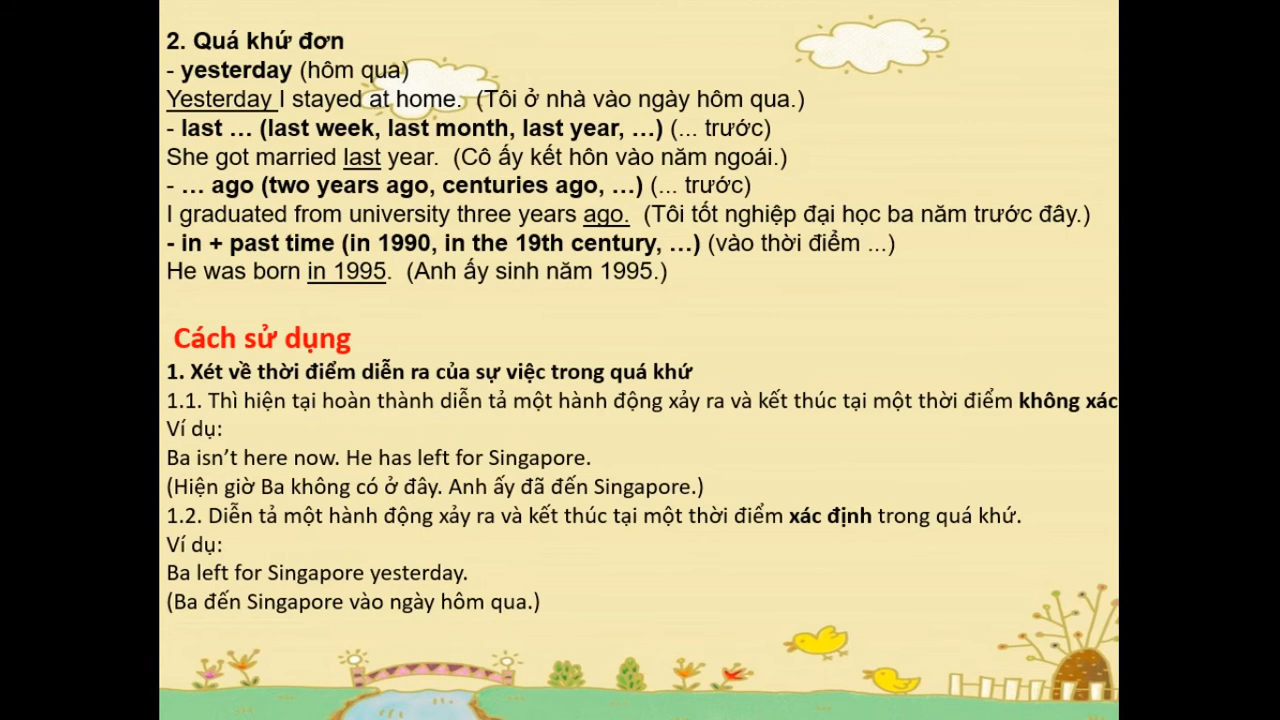 2. Quá khứ đơn
- yesterday (hôm qua)
Yesterday I stayed at home.  (Tôi ở nhà vào ngày hôm qua.)
- last … (last week, last month, last year, …) (... trước)
She got married last year.  (Cô ấy kết hôn vào năm ngoái.)
- … ago (two years ago, centuries ago, …) (... trước)
I graduated from university three years ago.  (Tôi tốt nghiệp đại học ba năm trước đây.)
- in + past time (in 1990, in the 19th century, …) (vào thời điểm ...)
He was born in 1995.  (Anh ấy sinh năm 1995.)
Cách sử dụng
1. Xét về thời điểm diễn ra của sự việc trong quá khứ
1.1. Thì hiện tại hoàn thành diễn tả một hành động xảy ra và kết thúc tại một thời điểm không xác
Ví dụ:
Ba isn’t here now. He has left for Singapore.
(Hiện giờ Ba không có ở đây. Anh ấy đã đến Singapore.)
1.2. Diễn tả một hành động xảy ra và kết thúc tại một thời điểm xác định trong quá khứ.
Ví dụ:
Ba left for Singapore yesterday.
(Ba đến Singapore vào ngày hôm qua.)